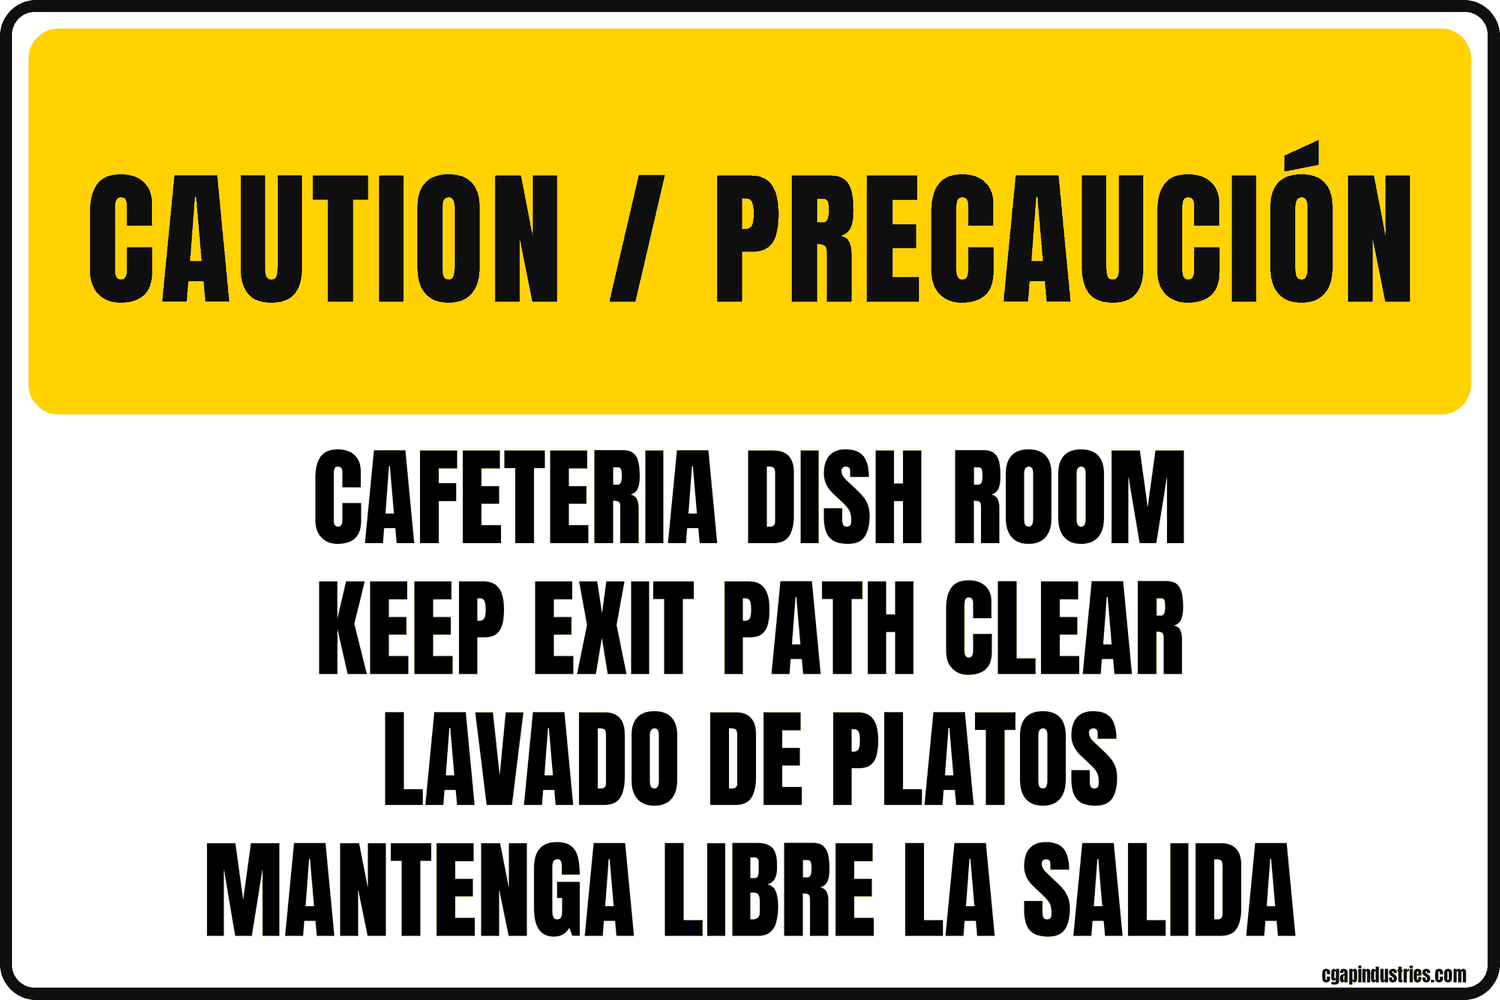 CAUTION / PRECAUCIÓN
CAFETERIA DISH ROOM
KEEP EXIT PATH CLEAR
LAVADO DE PLATOS
MANTENGA LIBRE LA SALIDA
cgapindustries.com